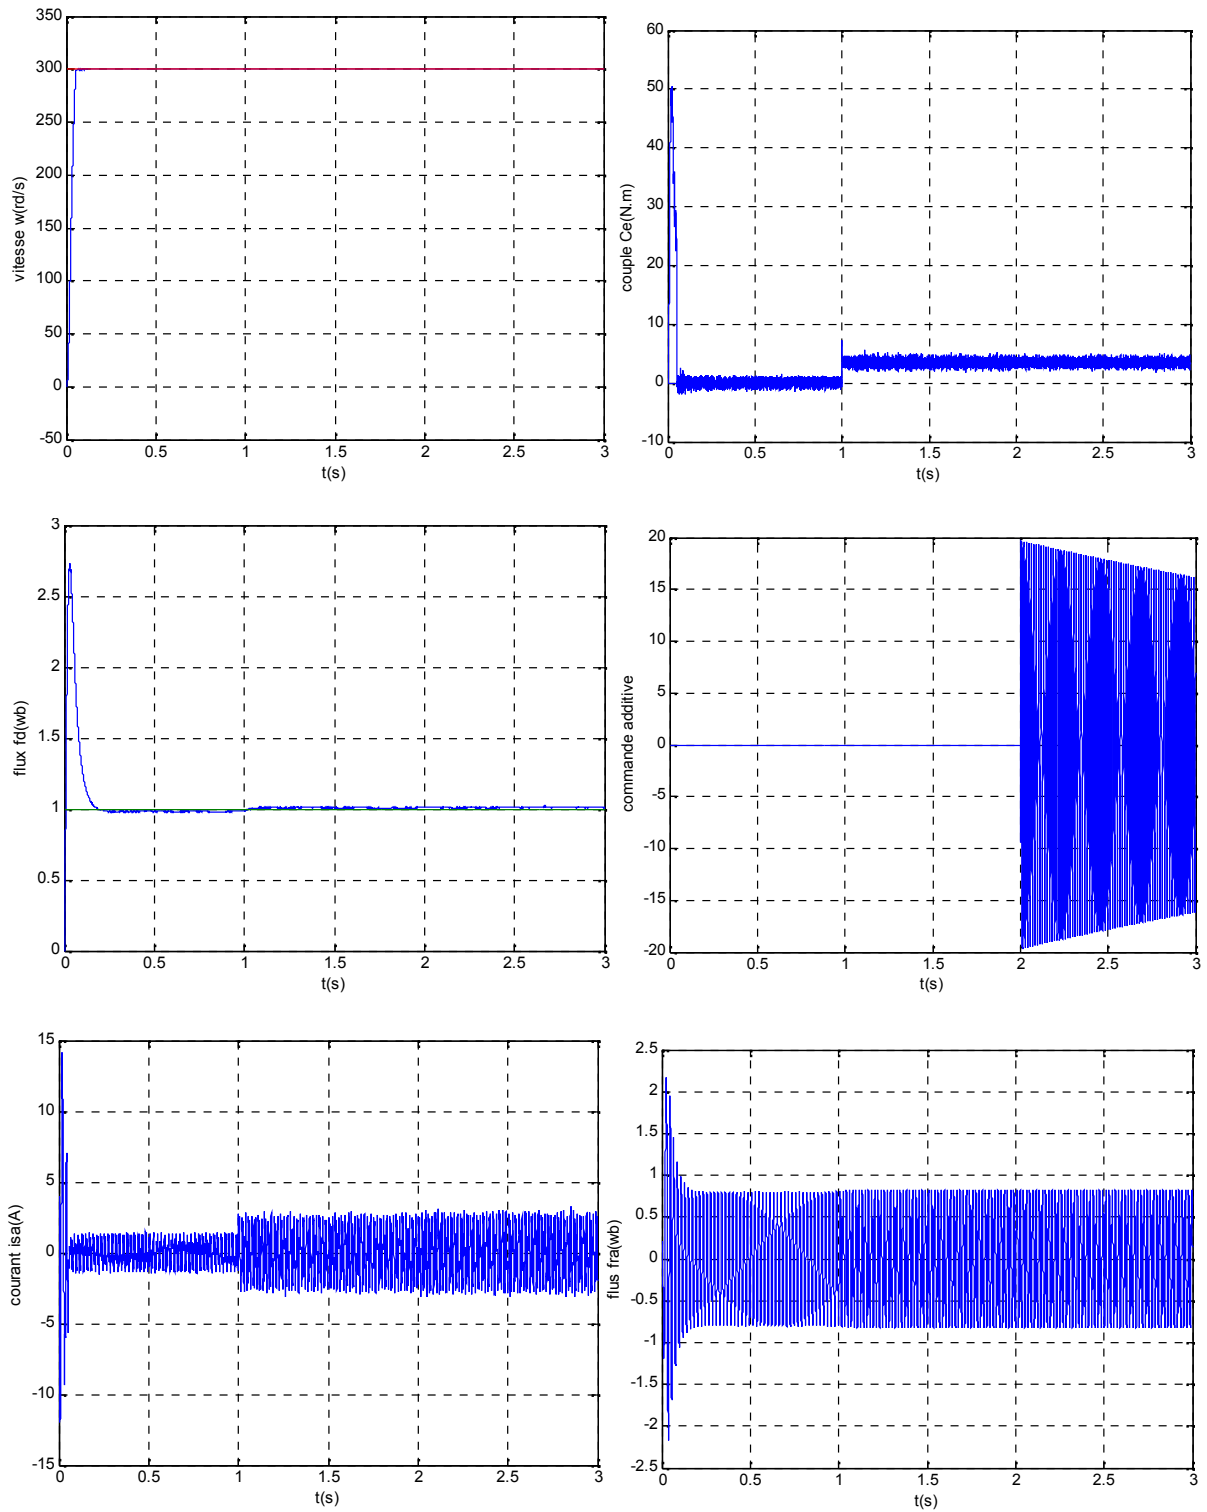 350
300
250
200
150
100
50
0
-50
vitesse w(rd/s)
0 0.5 1 1.5 2 2.5 3
t(s)
60
50
40
30
20
10
0
-10
couple Ce(N.m)
0 0.5 1 1.5 2 2.5 3
t(s)
3
2.5
2
1.5
1
0.5
0
flux fd(wb)
0 0.5 1 1.5 2 2.5 3
t(s)
20
15
10
5
0
-5
-10
-15
-20
commande additive
0 0.5 1 1.5 2 2.5 3
t(s)
15
10
5
0
-5
-10
-15
courant isa(A)
0 0.5 1 1.5 2 2.5 3
t(s)
2.5
2
1.5
1
0.5
0
-0.5
-1
-1.5
-2
-2.5
flus fra(wb)
0 0.5 1 1.5 2 2.5 3
t(s)